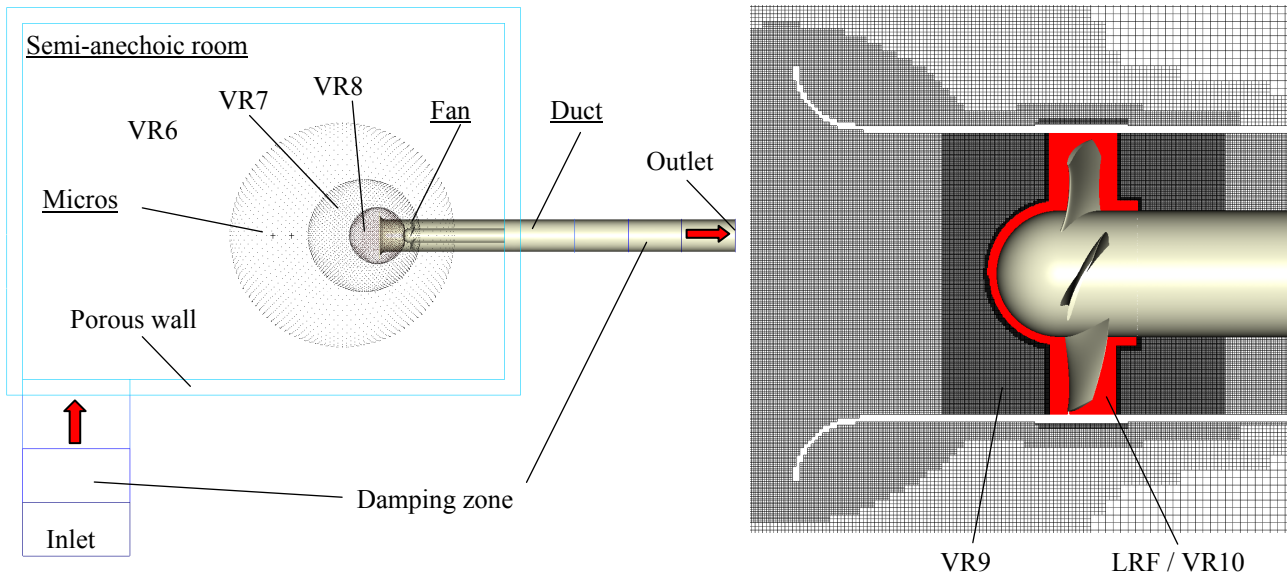 Semi-anechoic room
VR8
VR7
Fan
Duct
VR6
Outlet
Micros
Porous wall
Damping zone
Inlet
VR9
LRF / VR10